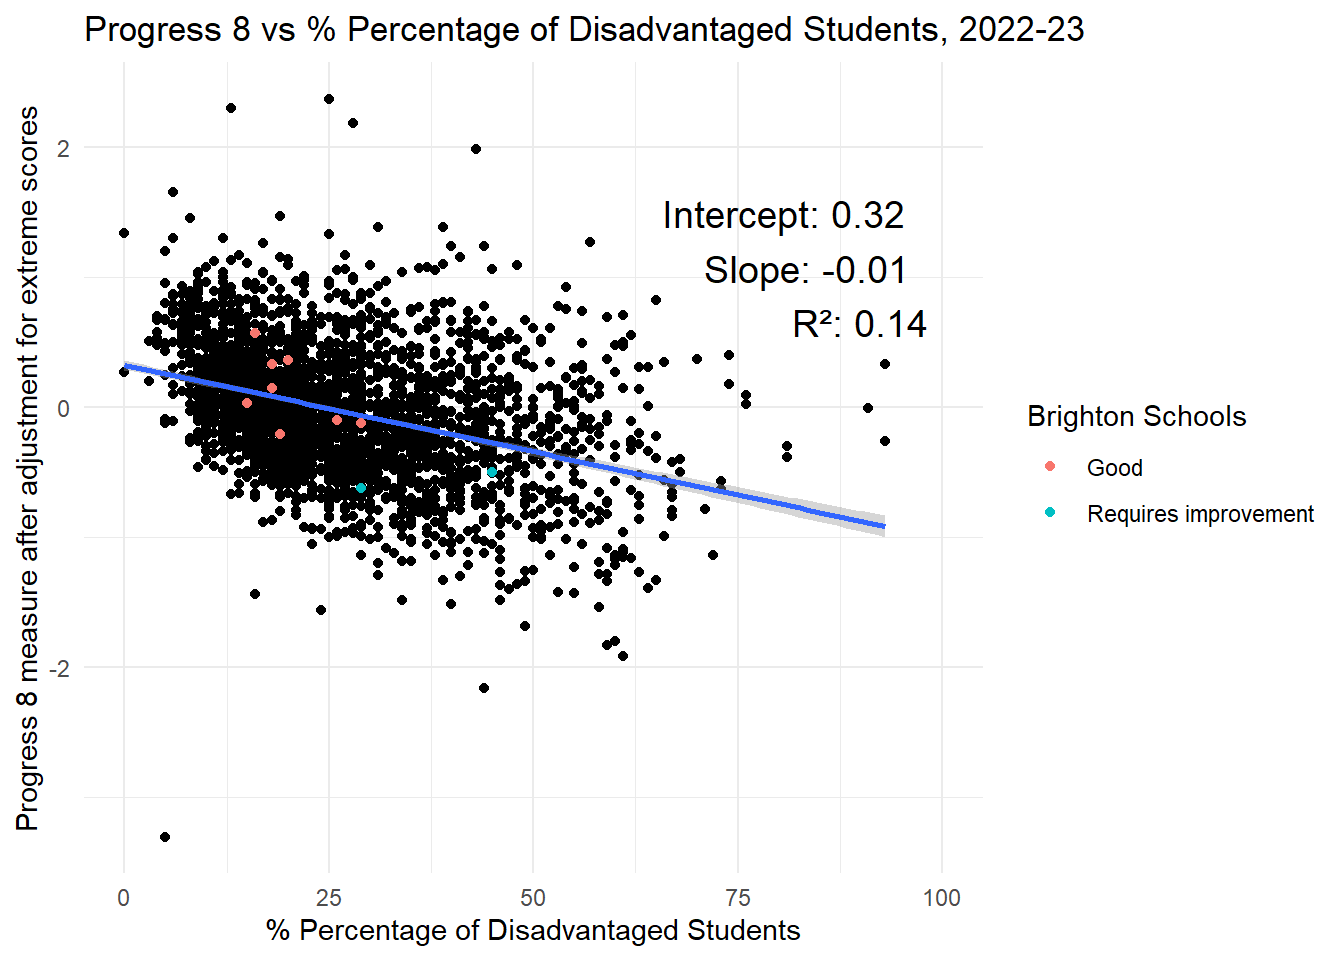 Progress 8 vs % Percentage of Disadvantaged Students, 2022-23
Progress 8 measure after adjustment for extreme scores
2
0
-2
Intercept: 0.32
Slope: -0.01
R²: 0.14
Brighton Schools
Good
Requires improvement
0 25 50 75 100
% Percentage of Disadvantaged Students